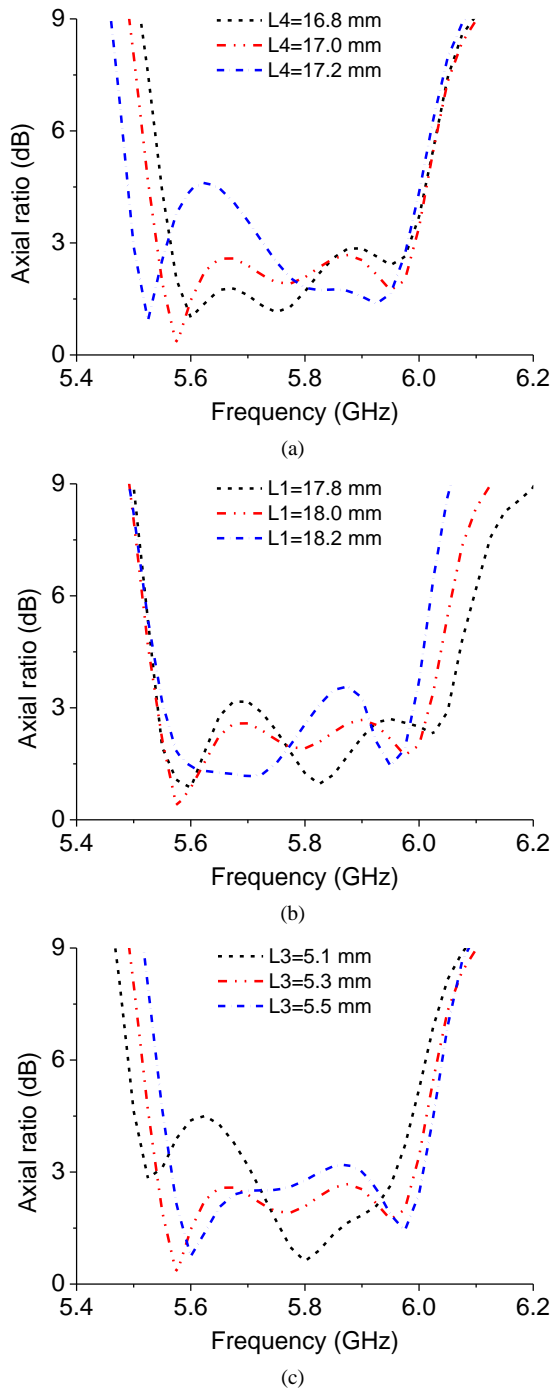 L4=16.8 mm
L4=17.0 mm
L4=17.2 mm
Axial ratio (dB)
9
6
3
0
5.4 5.6 5.8 6.0 6.2
Frequency (GHz)
(a)
L1=17.8 mm
L1=18.0 mm
L1=18.2 mm
Axial ratio (dB)
9
6
3
0
5.4 5.6 5.8 6.0 6.2
Frequency (GHz)
(b)
L3=5.1 mm
L3=5.3 mm
L3=5.5 mm
Axial ratio (dB)
9
6
3
0
5.4 5.6 5.8 6.0 6.2
Frequency (GHz)
(c)